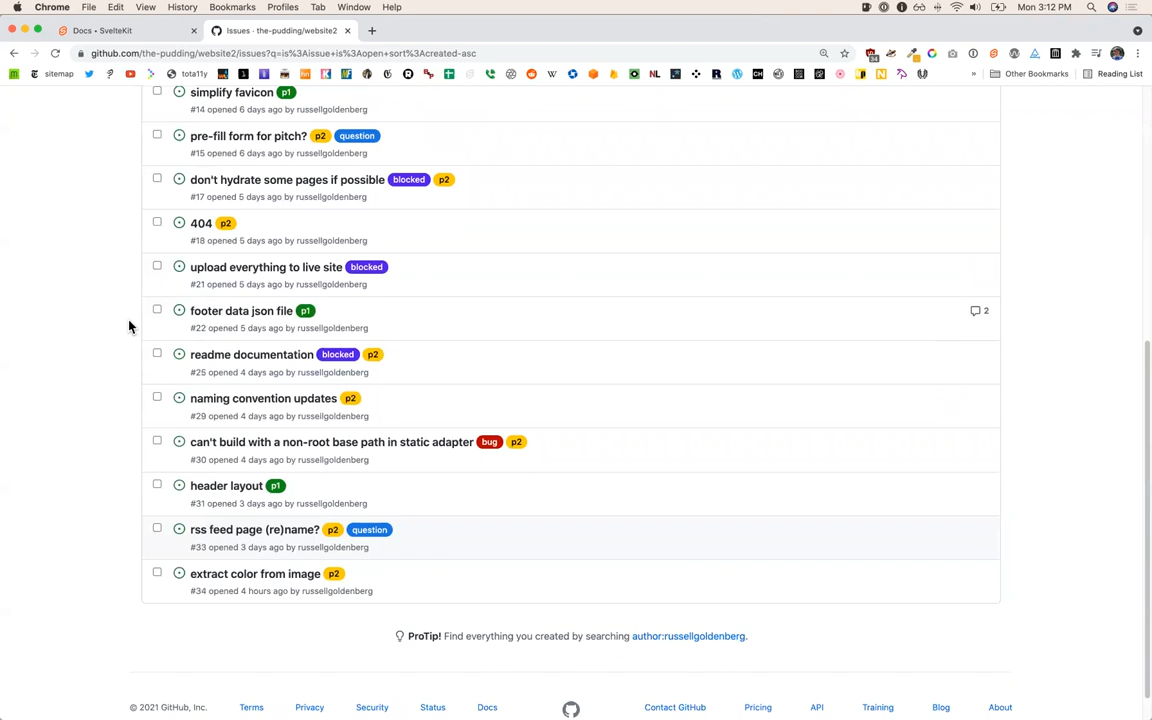 Chrome File Edit View History Bookmarks Profiles Tab Window Help Mon 3:12 PM
Docs • SvelteKit Issues · the-pudding/website2
github.com/the-pudding/website2/issues?q=is%3Aissue+is%3Aopen+sort%3Acreated-asc
sitemap tota11y NL CH Other Bookmarks Reading List
simplify favicon p1
#14 opened 6 days ago by russellgoldenberg
pre-fill form for pitch? p2 question
#15 opened 6 days ago by russellgoldenberg
don't hydrate some pages if possible blocked p2
#17 opened 5 days ago by russellgoldenberg
404 p2
#18 opened 5 days ago by russellgoldenberg
upload everything to live site blocked
#21 opened 5 days ago by russellgoldenberg
footer data json file p1 2
#22 opened 5 days ago by russellgoldenberg
readme documentation blocked p2
#25 opened 4 days ago by russellgoldenberg
naming convention updates p2
#29 opened 4 days ago by russellgoldenberg
can't build with a non-root base path in static adapter bug p2
#30 opened 4 days ago by russellgoldenberg
header layout p1
#31 opened 3 days ago by russellgoldenberg
rss feed page (re)name? p2 question
#33 opened 3 days ago by russellgoldenberg
extract color from image p2
#34 opened 4 hours ago by russellgoldenberg
ProTip! Find everything you created by searching author:russellgoldenberg.
© 2021 GitHub, Inc. Terms Privacy Security Status Docs Contact GitHub Pricing API Training Blog About